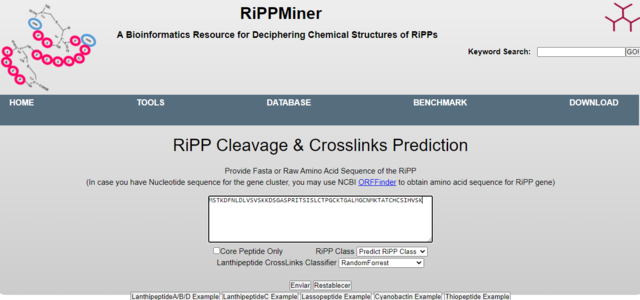 RiPPMiner
A Bioinformatics Resource for Deciphering Chemical Structures of RiPPs
Keyword Search: GO!
HOME TOOLS DATABASE BENCHMARK DOWNLOAD
RiPP Cleavage & Crosslinks Prediction
Provide Fasta or Raw Amino Acid Sequence of the RiPP
(In case you have Nucleotide sequence for the gene cluster, you may use NCBI ORFFinder to obtain amino acid sequence for RiPP gene)
MSTKDFNLDLVSVSKKDSGASPRITSISLCTPGCKTGALMGCNMKTATCHCSIHVSK
Core Peptide Only RiPP Class Predict RiPP Class
Lanthipeptide CrossLinks Classifier RandomForrest
Enviar Restablecer
LanthipeptideA/B/D Example LanthipeptideC Example Lassopeptide Example Cyanobactin Example Thiopeptide Example